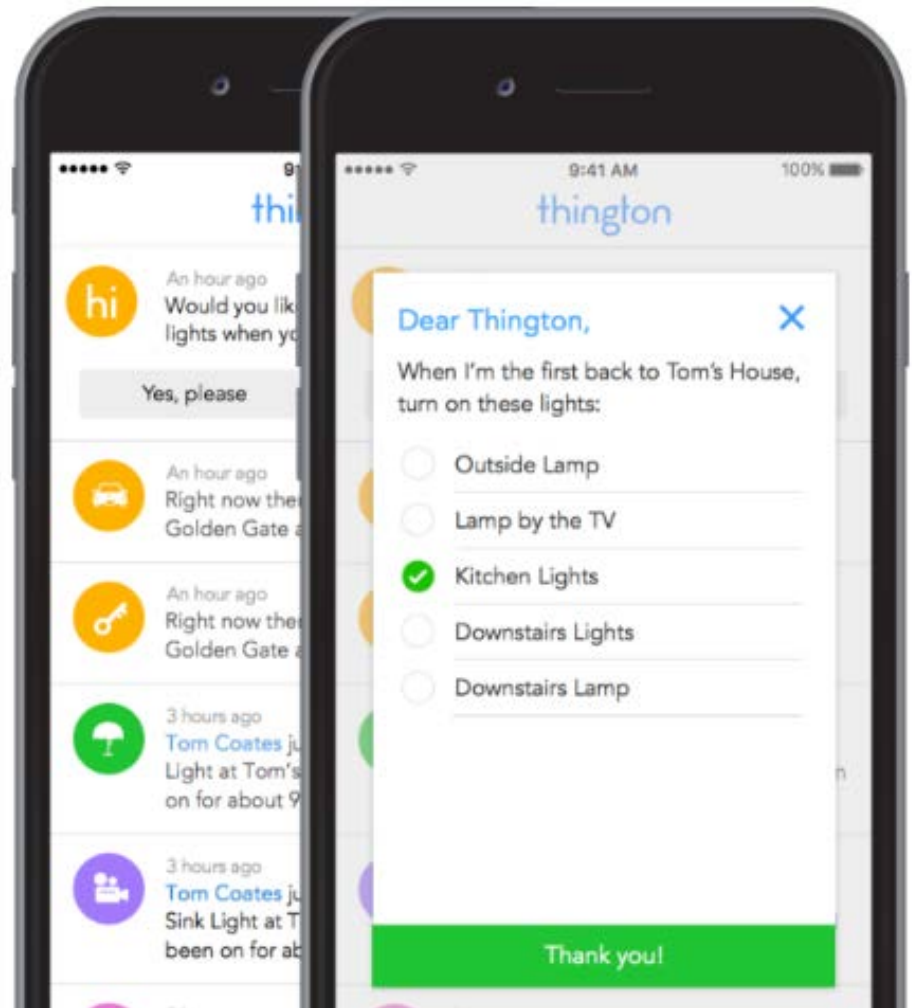 9:41 AM
100%
thi
thington
An hour ago
Would you lik
lights when yo
Yes, please
An hour ago
Right now the
Golden Gate a
An hour ago
Right now the
Golden Gate a
3 hours ago
Tom Coates ju
Light at Tom's
on for about 9
3 hours ago
Tom Coates ju
Sink Light at T
been on for ab
hi
Dear Thington,
When I'm the first back to Tom's House,
turn on these lights:
Outside Lamp
Lamp by the TV
Kitchen Lights
Downstairs Lights
Downstairs Lamp
Thank you!